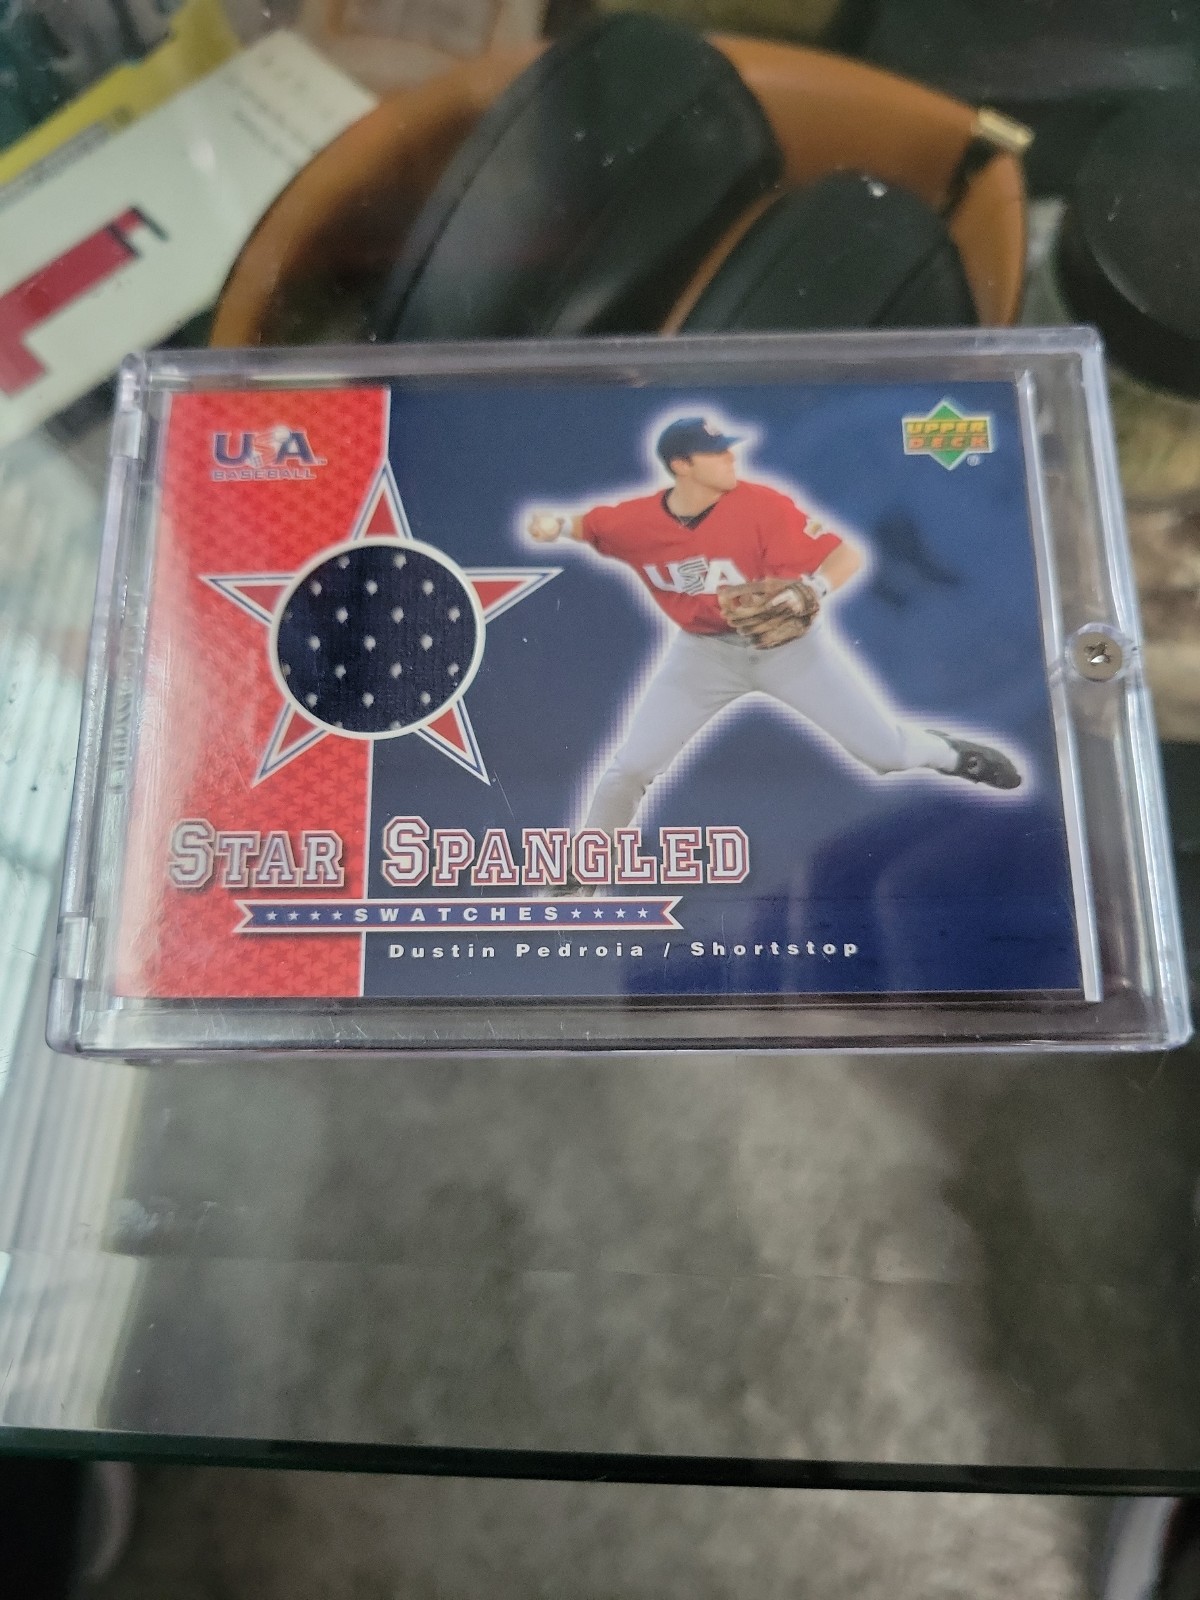 USA
BASEBALL
UPPER
DECK
USA
STAR SPANGLED
SWATCHES
Dustin Pedroia / Shortstop